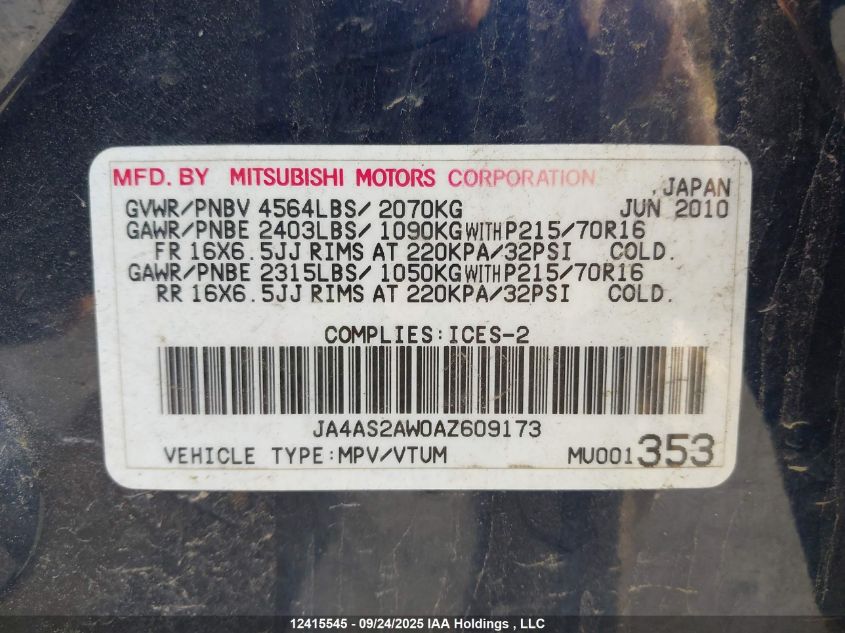 MFD. BY MITSUBISHI MOTORS CORPORATION , JAPAN
GVWR/PNBV 4564LBS/ 2070KG JUN 2010
GAWR/PNBE 2403LBS/ 1090KG WITH P215/70R16
FR 16X6.5JJ RIMS AT 220KPA/32PSI COLD.
GAWR/PNBE 2315LBS/ 1050KG WITH P215/70R16
RR 16X6.5JJ RIMS AT 220KPA/32PSI COLD.
COMPLIES:ICES-2
JA4AS2AW0AZ609173
VEHICLE TYPE:MPV/VTUM MU001353
12415545 - 09/24/2025 IAA Holdings , LLC